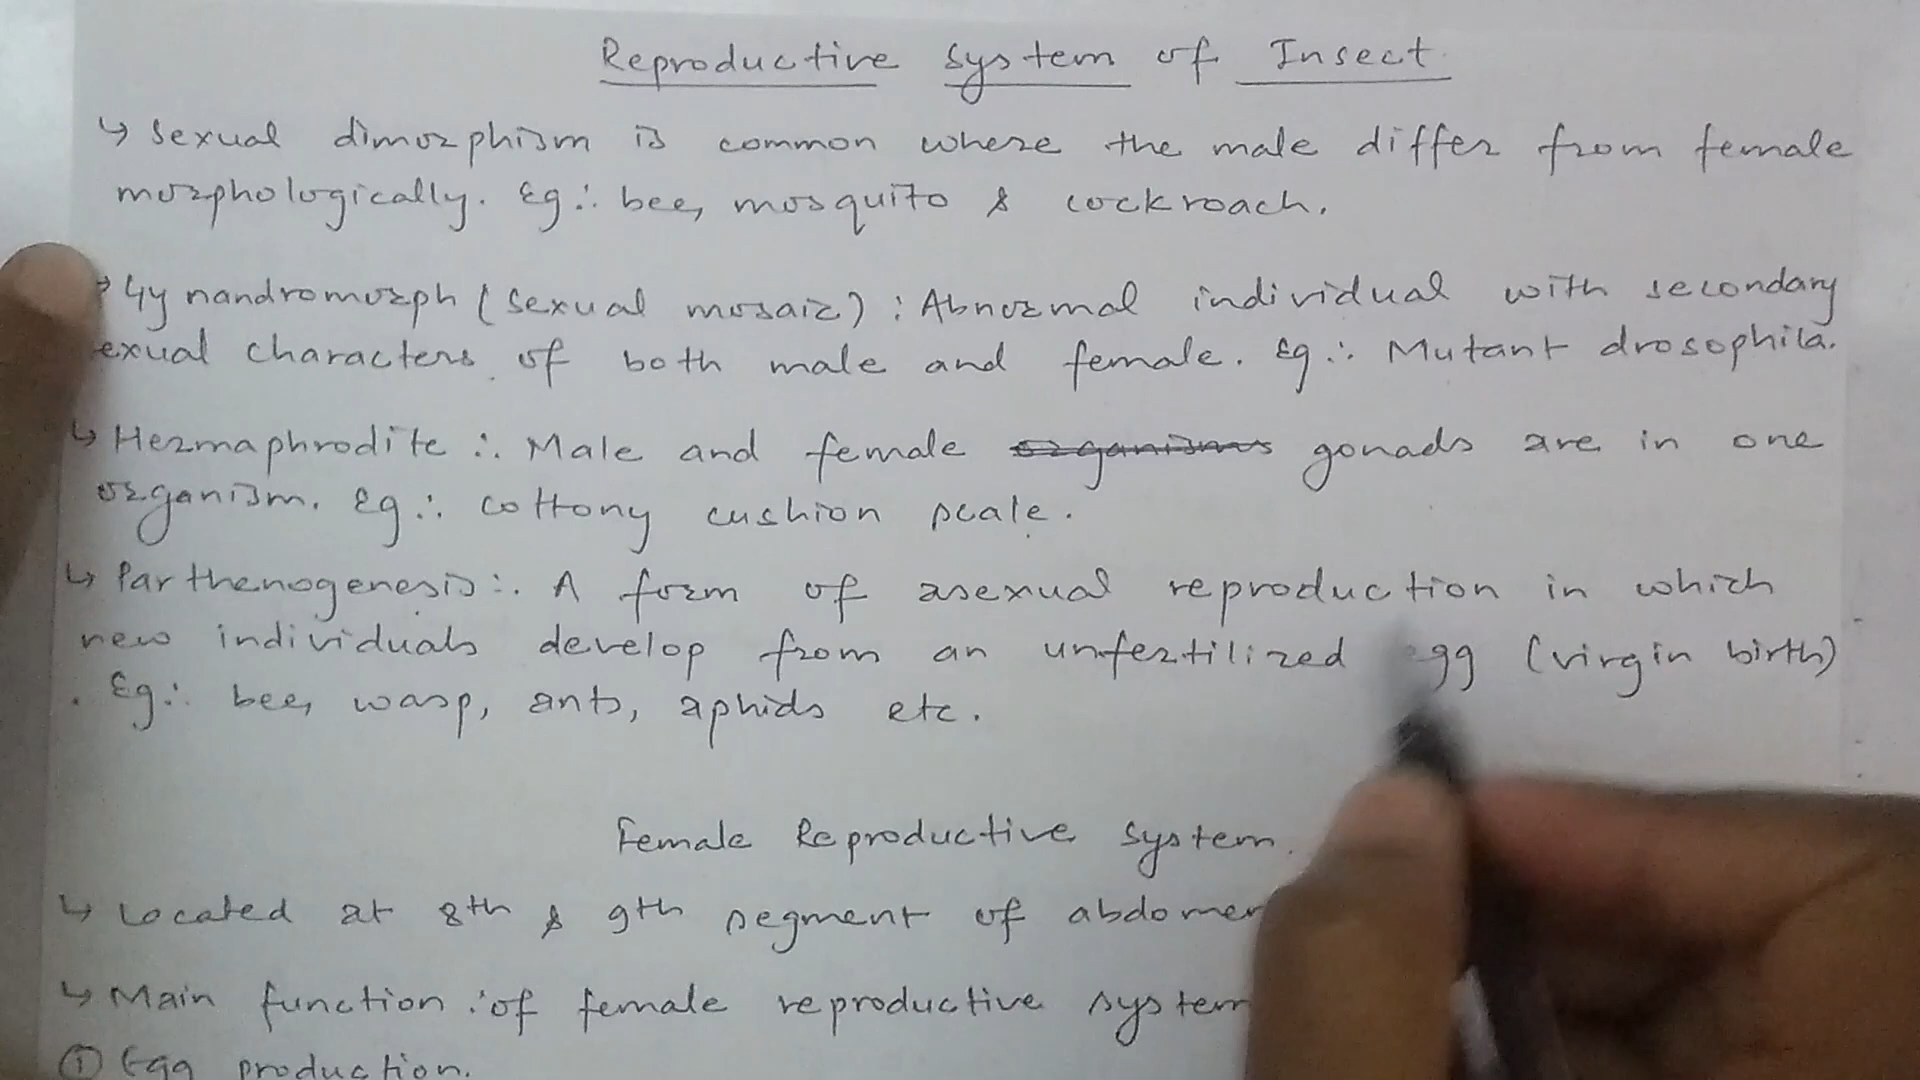 Reproductive System of Insect
↳ Sexual dimorphism is common where the male differ from female
morphologically. Eg:. bee, mosquito & cockroach.
Gynandromorph (Sexual mosaic) : Abnormal individual with secondary
exual characters of both male and female. Eg:. Mutant drosophila.
↳ Hermaphrodite :. Male and female organisms gonads are in one
organism. Eg:. cottony cushion scale.
↳ Parthenogenesis:. A form of asexual reproduction in which
new individuals develop from an unfertilized egg (virgin birth)
. Eg:. bee, wasp, ants, aphids etc.
Female Reproductive System.
↳ Located at 8th & 9th segment of abdomen
↳ Main function :of female reproductive system
① Egg production.